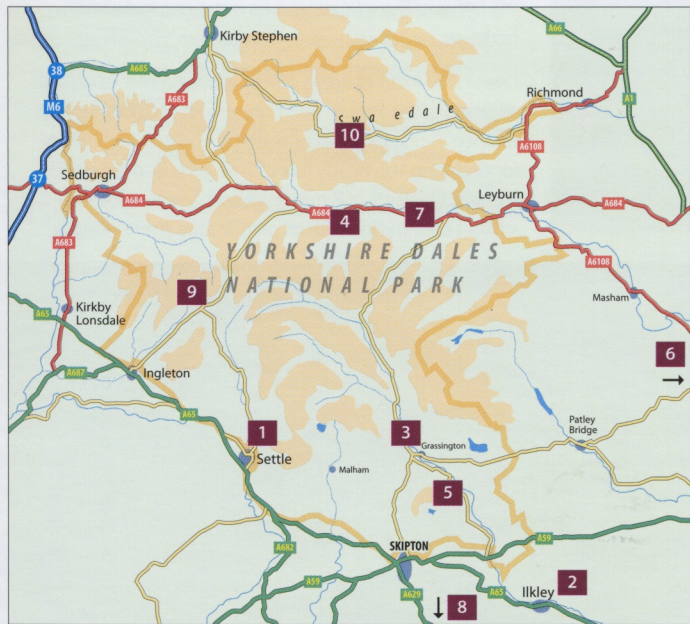 Kirby Stephen
A66
38
A685
A683
M6
Richmond
A1
swaledale
10
A6108
37
Sedburgh
A684
Leyburn
A684
A684
4
7
A683
YORKSHIRE DALES
NATIONAL PARK
A6108
9
Masham
A65
Kirkby
Lonsdale
6
A687
Ingleton
A65
1
3
Patley
Bridge
Grassington
Settle
Malham
5
A682
SKIPTON
A59
A59
2
A629
A65
Ilkley
8